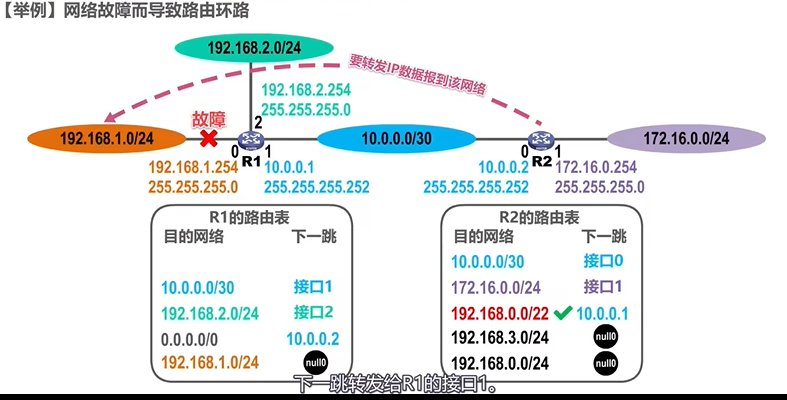 【举例】网络故障而导致路由环路
192.168.2.0/24
要转发IP数据报到该网络
192.168.2.254
255.255.255.0
故障
2
192.168.1.0/24
10.0.0.0/30
172.16.0.0/24
0
R1
1
0
R2
1
192.168.1.254
255.255.255.0
10.0.0.1
255.255.255.252
10.0.0.2
255.255.255.252
172.16.0.254
255.255.255.0
R1的路由表
目的网络 下一跳
10.0.0.0/30 接口1
192.168.2.0/24 接口2
0.0.0.0/0 10.0.0.2
192.168.1.0/24 null0
R2的路由表
目的网络 下一跳
10.0.0.0/30 接口0
172.16.0.0/24 接口1
192.168.0.0/22 10.0.0.1
192.168.3.0/24 null0
192.168.0.0/24 null0
下一跳转发给R1的接口1。